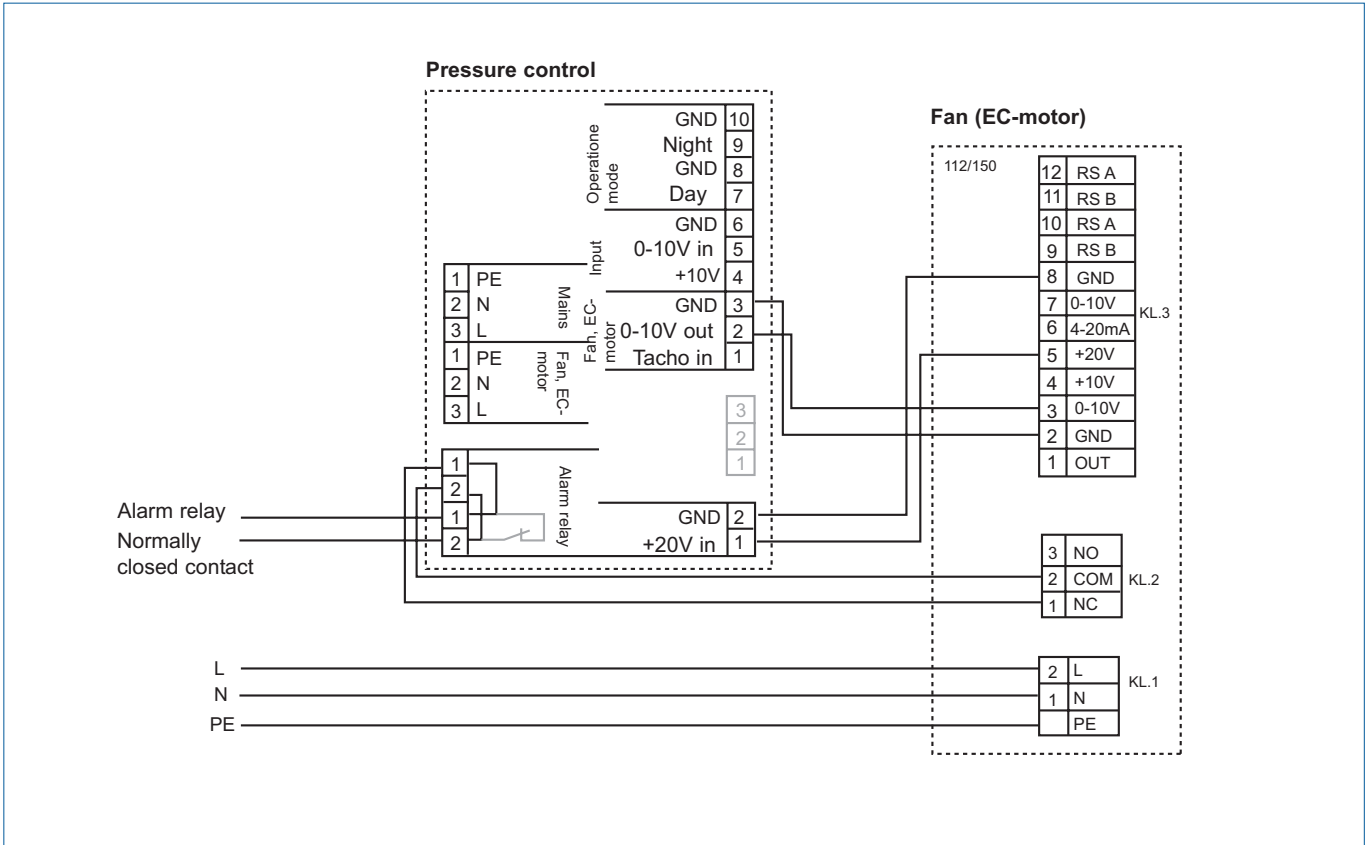 Pressure control
Operatione
mode
GND 10
Night 9
GND 8
Day 7
Input
GND 6
0-10V in 5
+10V 4
Fan, EC-
motor
GND 3
0-10V out 2
Tacho in 1
Mains
1 PE
2 N
3 L
Fan, EC-
motor
1 PE
2 N
3 L
3
2
1
Alarm relay
1
2
1
2
GND 2
+20V in 1
Alarm relay
Normally
closed contact
L
N
PE
Fan (EC-motor)
112/150
12 RS A
11 RS B
10 RS A
9 RS B
8 GND
7 0-10V
6 4-20mA
5 +20V
4 +10V
3 0-10V
2 GND
1 OUT
KL.3
3 NO
2 COM
1 NC
KL.2
2 L
1 N
PE
KL.1